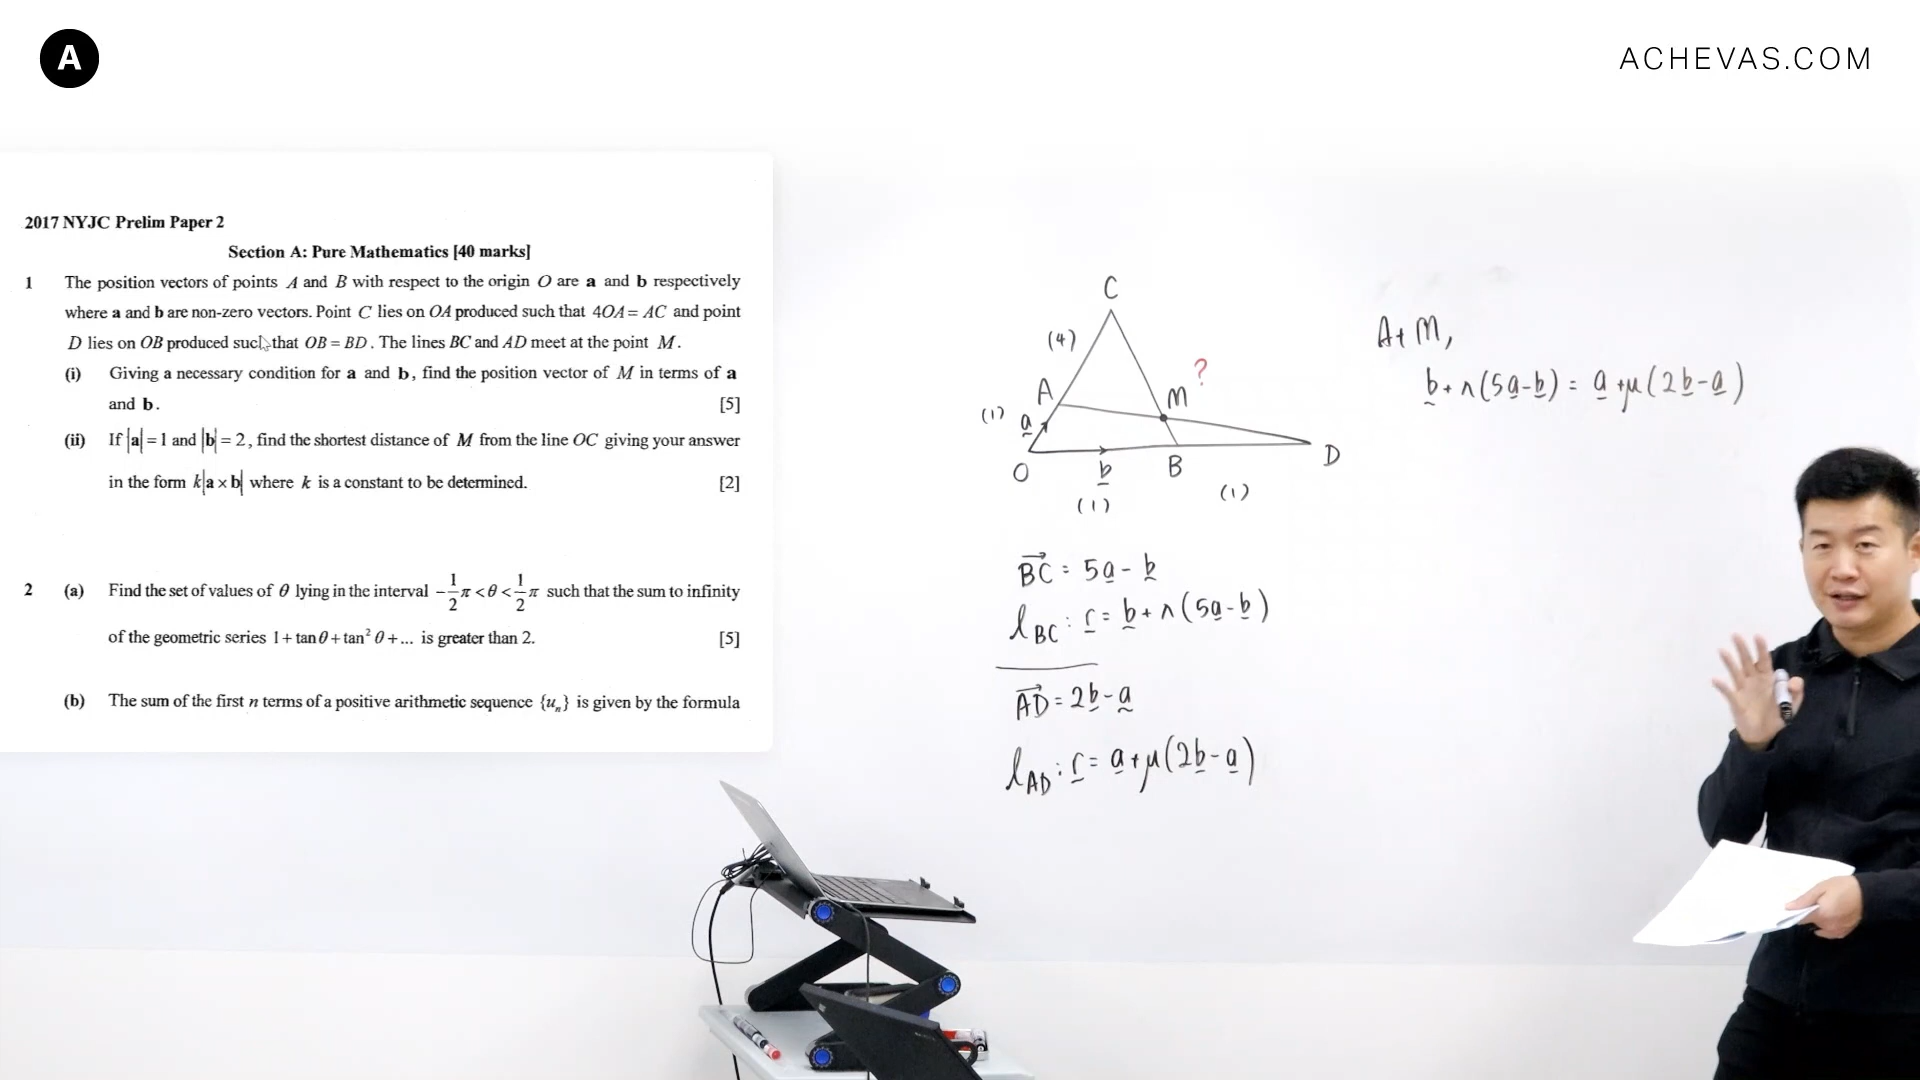 A
ACHEVAS.COM
2017 NYJC Prelim Paper 2
Section A: Pure Mathematics [40 marks]
1 The position vectors of points A and B with respect to the origin O are a and b respectively
where a and b are non-zero vectors. Point C lies on OA produced such that 4OA = AC and point
D lies on OB produced such that OB = BD. The lines BC and AD meet at the point M.
(i) Giving a necessary condition for a and b, find the position vector of M in terms of a
and b. [5]
(ii) If |a| = 1 and |b| = 2, find the shortest distance of M from the line OC giving your answer
in the form k|a × b| where k is a constant to be determined. [2]
2 (a) Find the set of values of θ lying in the interval -1/2 π < θ < 1/2 π such that the sum to infinity
of the geometric series 1 + tan θ + tan² θ + ... is greater than 2. [5]
(b) The sum of the first n terms of a positive arithmetic sequence {uₙ} is given by the formula
C
(4)
A
M ?
(1)
a
O
b
B
D
(1)
(1)
BC = 5a - b
l BC : r = b + λ(5a - b)
AD = 2b - a
l AD : r = a + μ(2b - a)
At M,
b + λ(5a - b) = a + μ(2b - a)